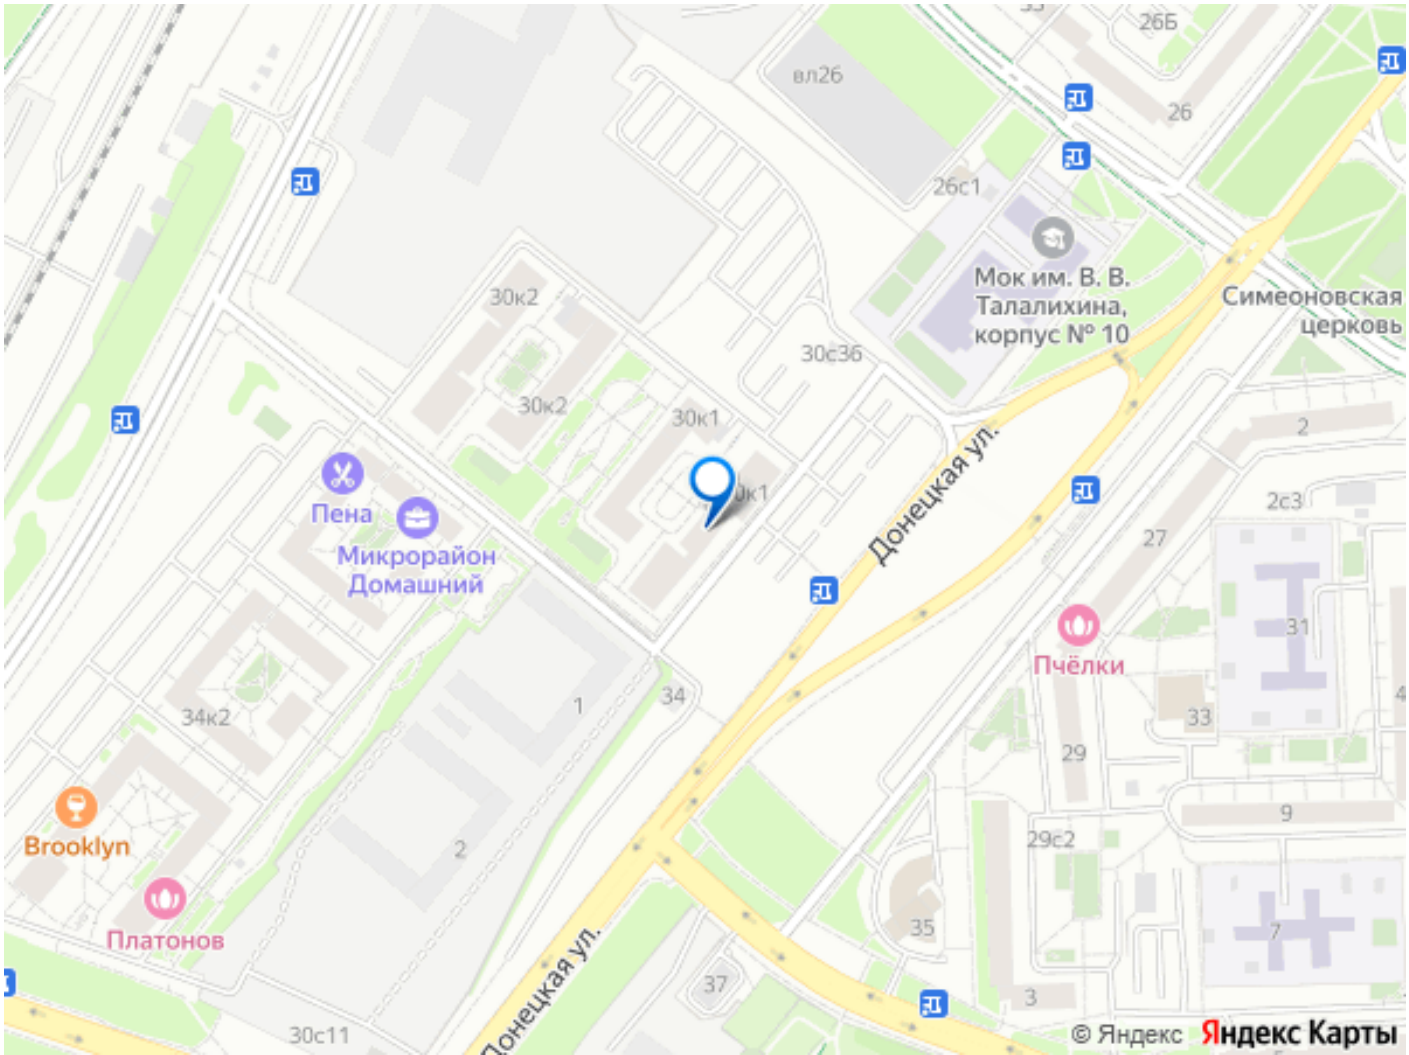 26Б
вл26
26
26с1
Мок им. В. В.
Талалихина,
корпус № 10
Симеоновская
церковь
30к2
30с36
30к2
30к1
2
Донецкая ул.
0к1
2с3
Пена
27
Микрорайон
Домашний
31
Пчёлки
34
1
34к2
33
29
9
Brooklyn
2
29с2
35
7
Платонов
Донецкая ул.
37
3
30с11
© Яндекс Яндекс Карты